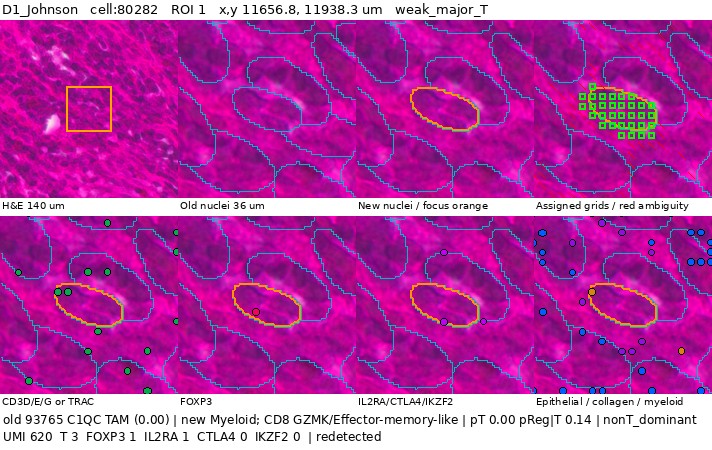 D1_Johnson cell:80282 ROI 1 x,y 11656.8, 11938.3 um weak_major_T
H&E 140 um
Old nuclei 36 um
New nuclei / focus orange
Assigned grids / red ambiguity
CD3D/E/G or TRAC
FOXP3
IL2RA/CTLA4/IKZF2
Epithelial / collagen / myeloid
old 93765 C1QC TAM (0.00) | new Myeloid; CD8 GZMK/Effector-memory-like | pT 0.00 pReg|T 0.14 | nonT_dominant
UMI 620 T 3 FOXP3 1 IL2RA 1 CTLA4 0 IKZF2 0 | redetected